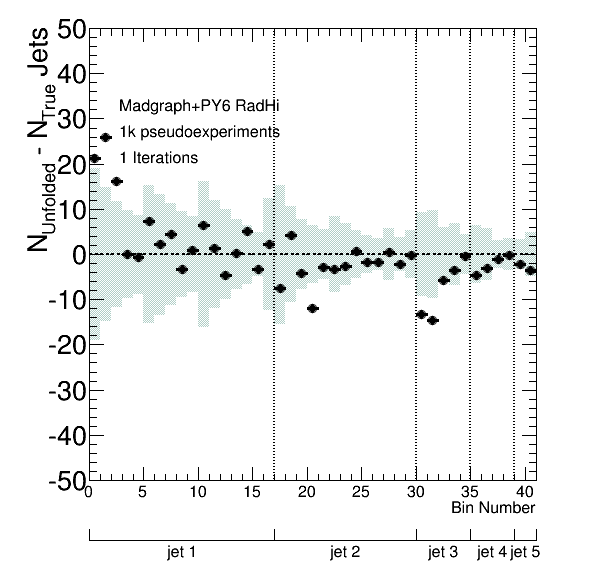 N_Unfolded - N_True Jets
50
40
30
20
10
0
-10
-20
-30
-40
-50
Madgraph+PY6 RadHi
1k pseudoexperiments
1 Iterations
0 5 10 15 20 25 30 35 40
Bin Number
jet 1 jet 2 jet 3 jet 4 jet 5